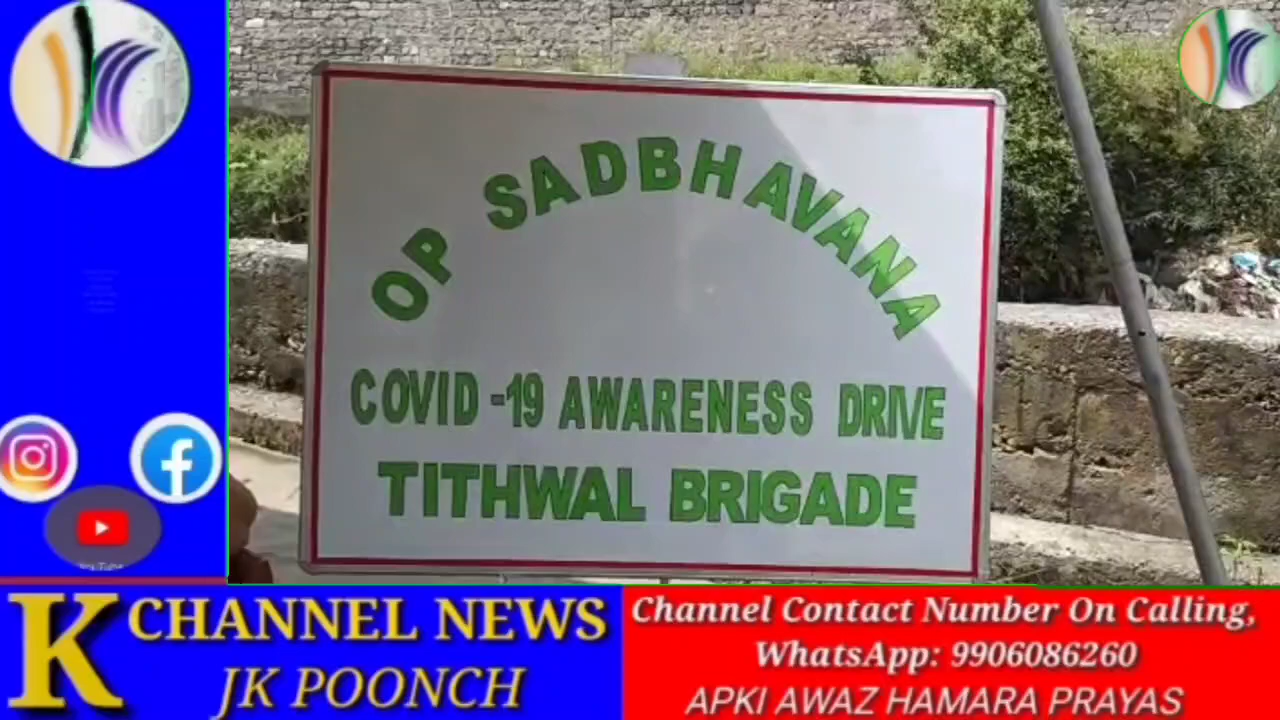 OP SADBHAVANA
COVID -19 AWARENESS DRIVE
TITHWAL BRIGADE
K CHANNEL NEWS
JK POONCH
Channel Contact Number On Calling,
WhatsApp: 9906086260
APKI AWAZ HAMARA PRAYAS